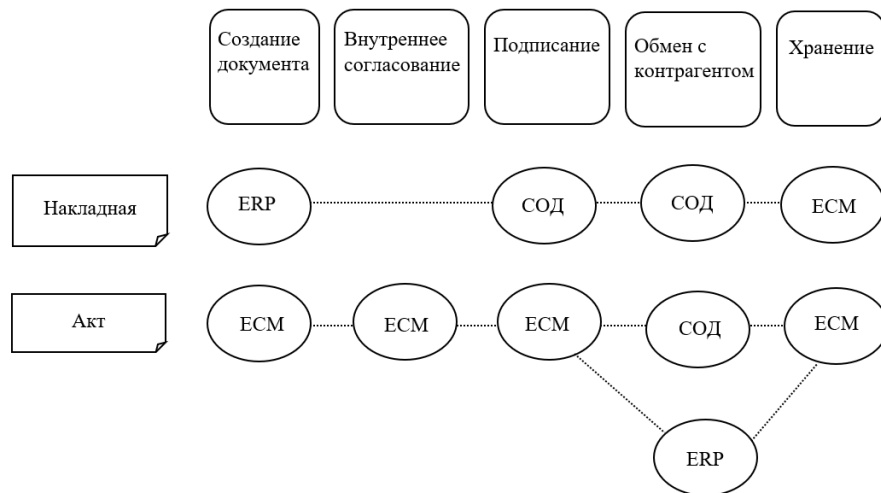 Создание
документа
Внутреннее
согласование
Подписание
Обмен с
контрагентом
Хранение
Накладная
ERP
СОД
СОД
ECM
Акт
ECM
ECM
ECM
СОД
ECM
ERP